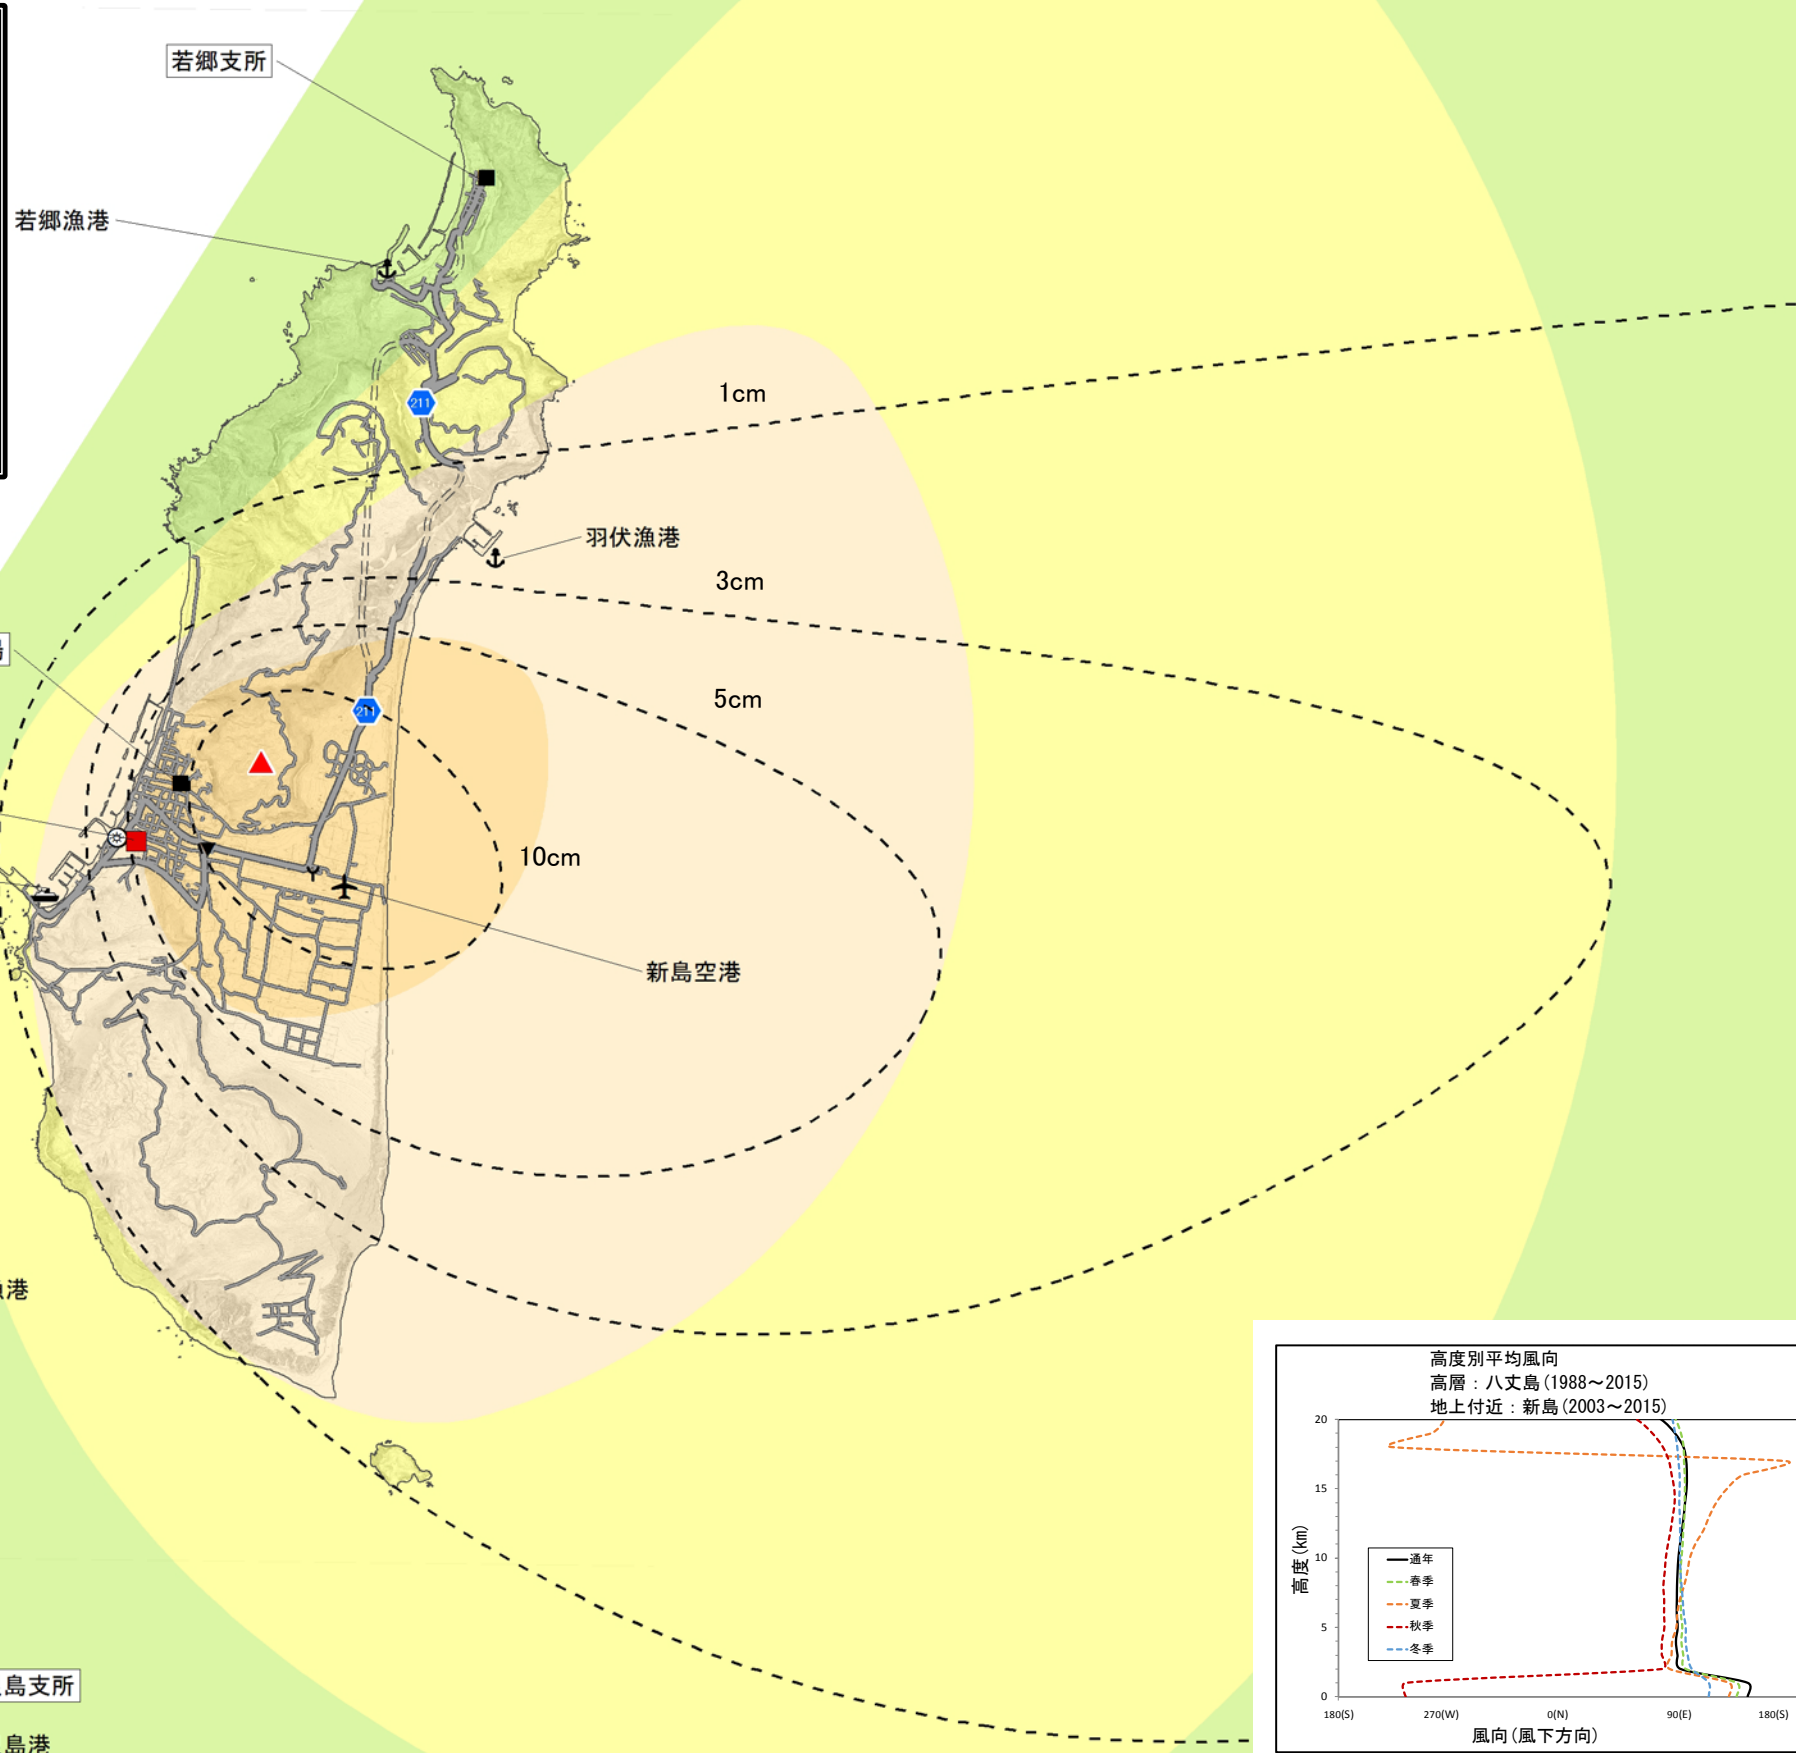 若郷支所
若郷漁港
211
1cm
羽伏漁港
3cm
5cm
211
10cm
新島空港
漁港
島支所
島港
高度別平均風向
高層：八丈島(1988～2015)
地上付近：新島(2003～2015)
20
15
10
5
0
高度(km)
通年
春季
夏季
秋季
冬季
180(S)
270(W)
0(N)
90(E)
180(S)
風向(風下方向)